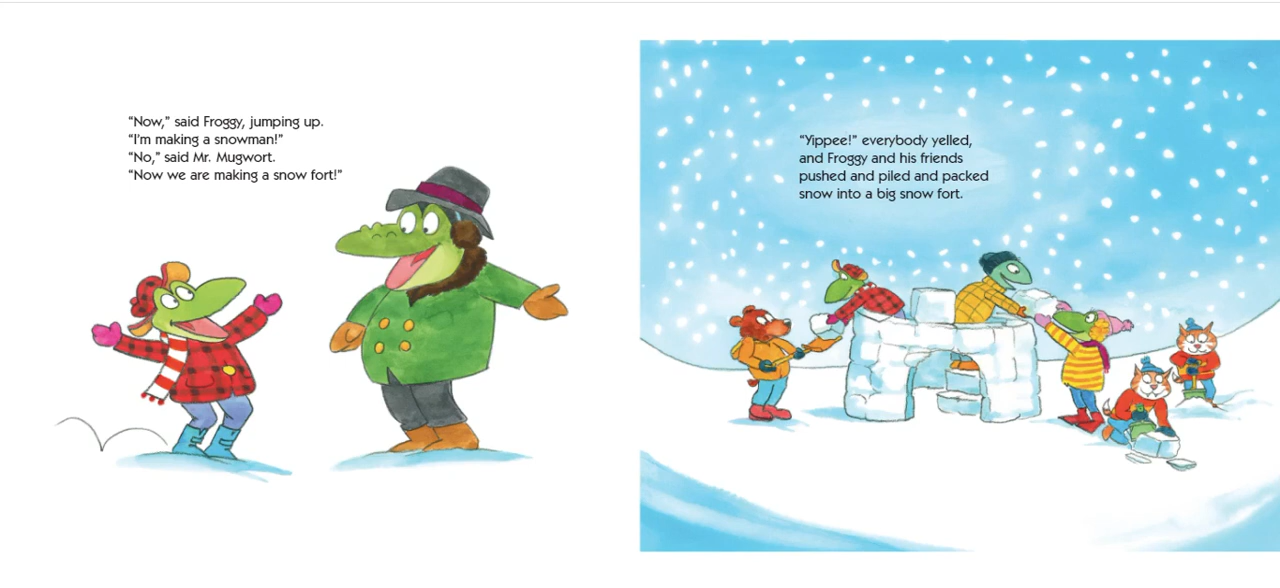 “Now,” said Froggy, jumping up.
“I’m making a snowman!”
“No,” said Mr. Mugwort.
“Now we are making a snow fort!”
“Yippee!” everybody yelled,
and Froggy and his friends
pushed and piled and packed
snow into a big snow fort.